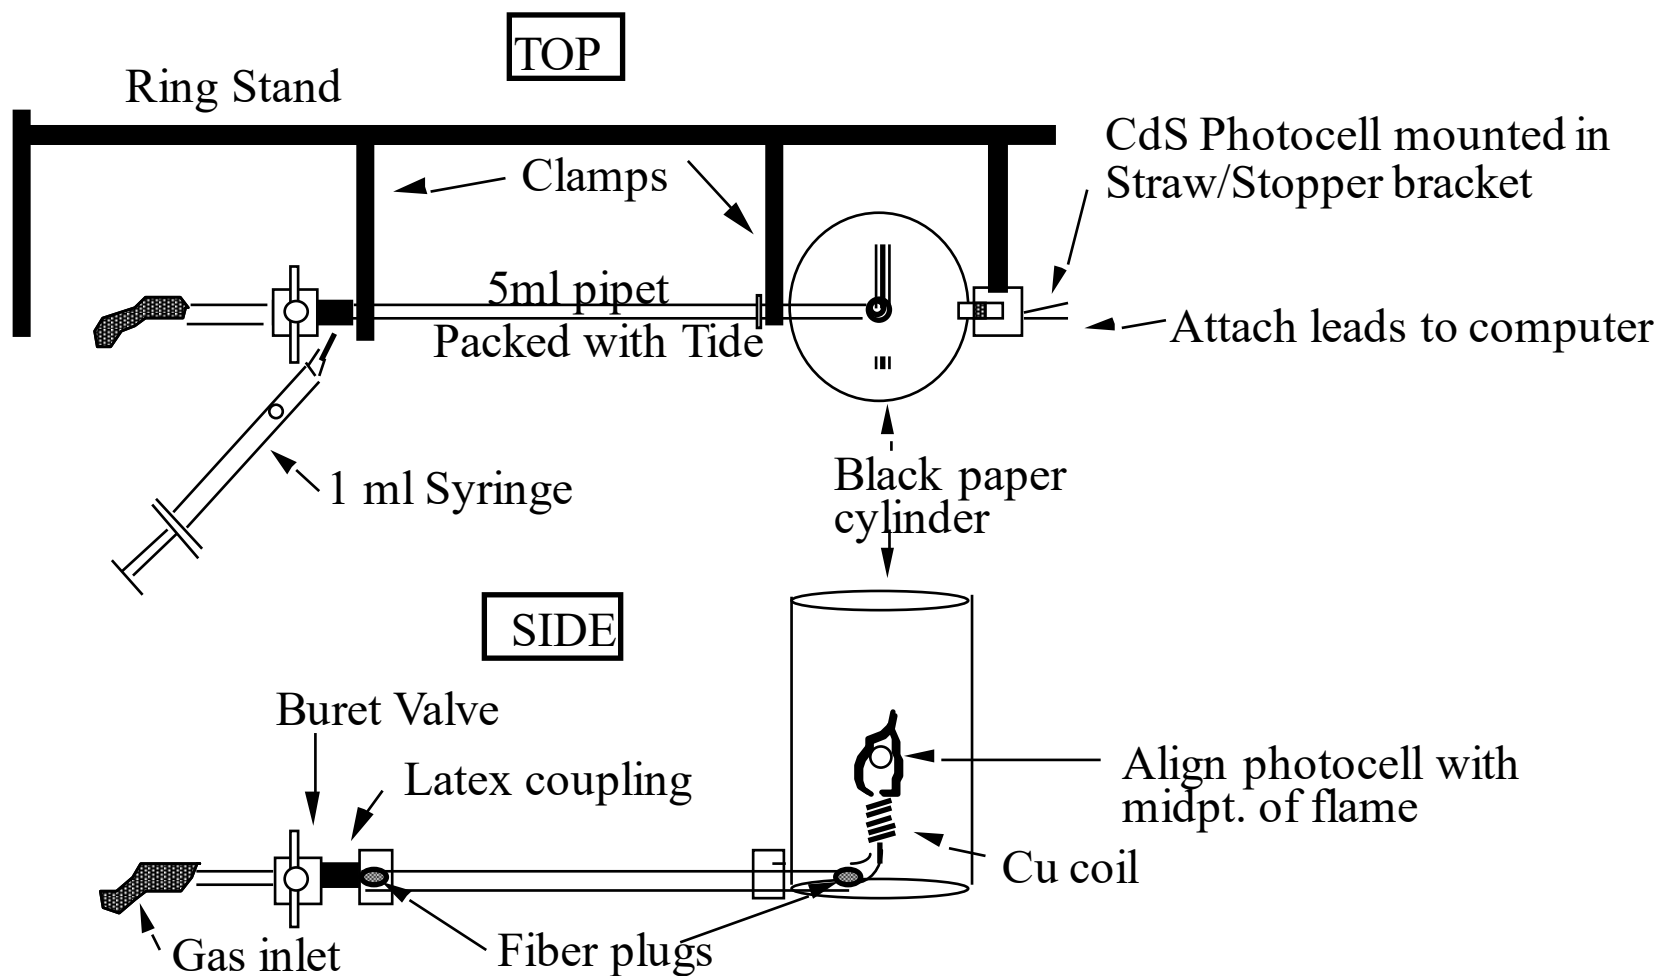 TOP
Ring Stand
CdS Photocell mounted in
Straw/Stopper bracket
Clamps
5ml pipet
Packed with Tide
Attach leads to computer
1 ml Syringe
Black paper
cylinder
SIDE
Buret Valve
Latex coupling
Align photocell with
midpt. of flame
Cu coil
Gas inlet
Fiber plugs